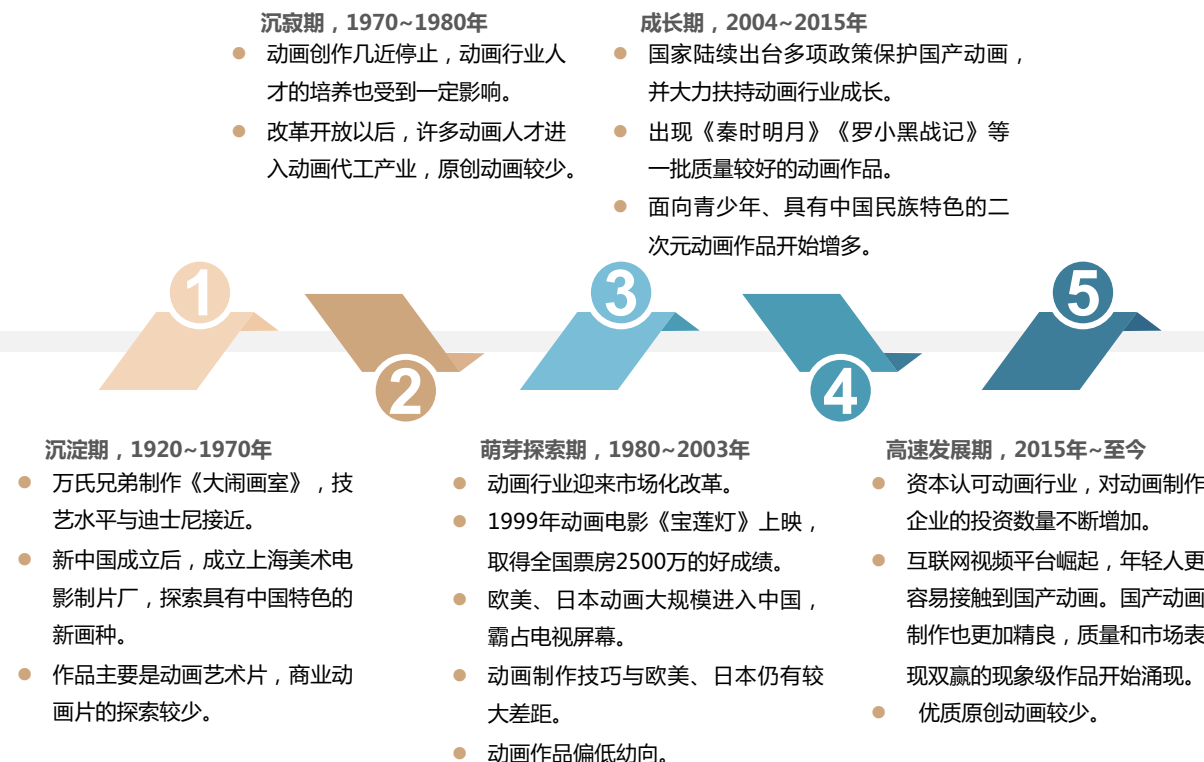 沉寂期，1970~1980年
动画创作几近停止，动画行业人
才的培养也受到一定影响。
改革开放以后，许多动画人才进
入动画代工产业，原创动画较少。
成长期，2004~2015年
国家陆续出台多项政策保护国产动画，
并大力扶持动画行业成长。
出现《秦时明月》《罗小黑战记》等
一批质量较好的动画作品。
面向青少年、具有中国民族特色的二
次元动画作品开始增多。
1
2
3
4
5
沉淀期，1920~1970年
万氏兄弟制作《大闹画室》，技
艺水平与迪士尼接近。
新中国成立后，成立上海美术电
影制片厂，探索具有中国特色的
新画种。
作品主要是动画艺术片，商业动
画片的探索较少。
萌芽探索期，1980~2003年
动画行业迎来市场化改革。
1999年动画电影《宝莲灯》上映，
取得全国票房2500万的好成绩。
欧美、日本动画大规模进入中国，
霸占电视屏幕。
动画制作技巧与欧美、日本仍有较
大差距。
动画作品偏低幼向。
高速发展期，2015年~至今
资本认可动画行业，对动画制作
企业的投资数量不断增加。
互联网视频平台崛起，年轻人更
容易接触到国产动画。国产动画
制作也更加精良，质量和市场表
现双赢的现象级作品开始涌现。
优质原创动画较少。